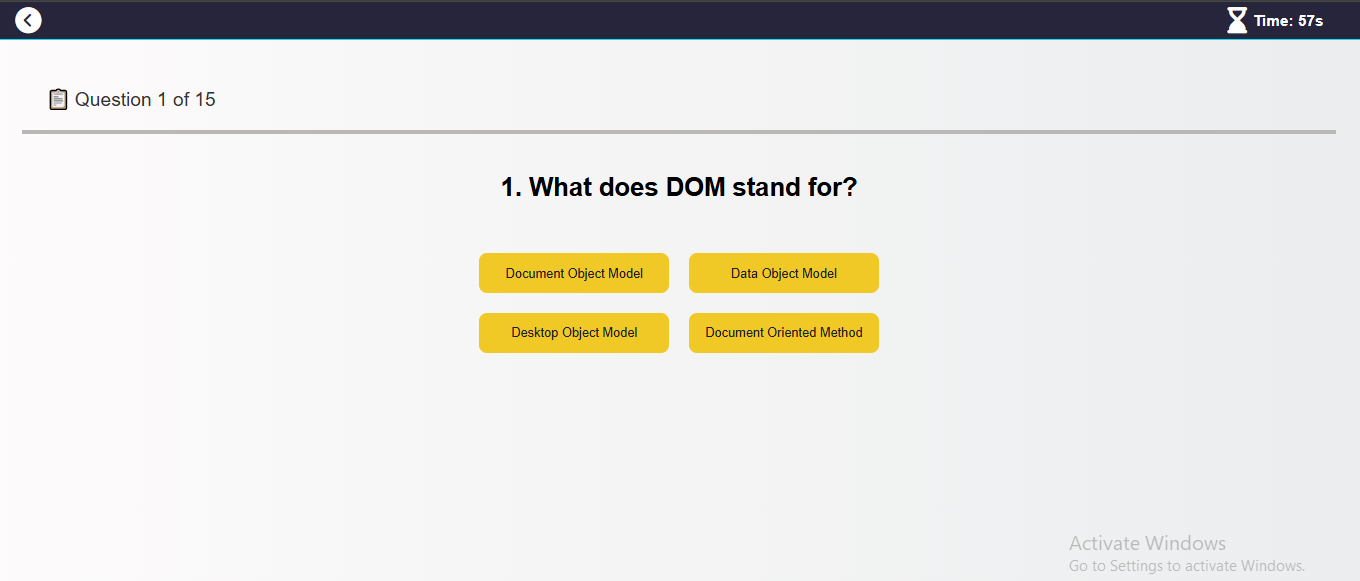 Time: 57s
Question 1 of 15
1. What does DOM stand for?
Document Object Model
Data Object Model
Desktop Object Model
Document Oriented Method
Activate Windows
Go to Settings to activate Windows.